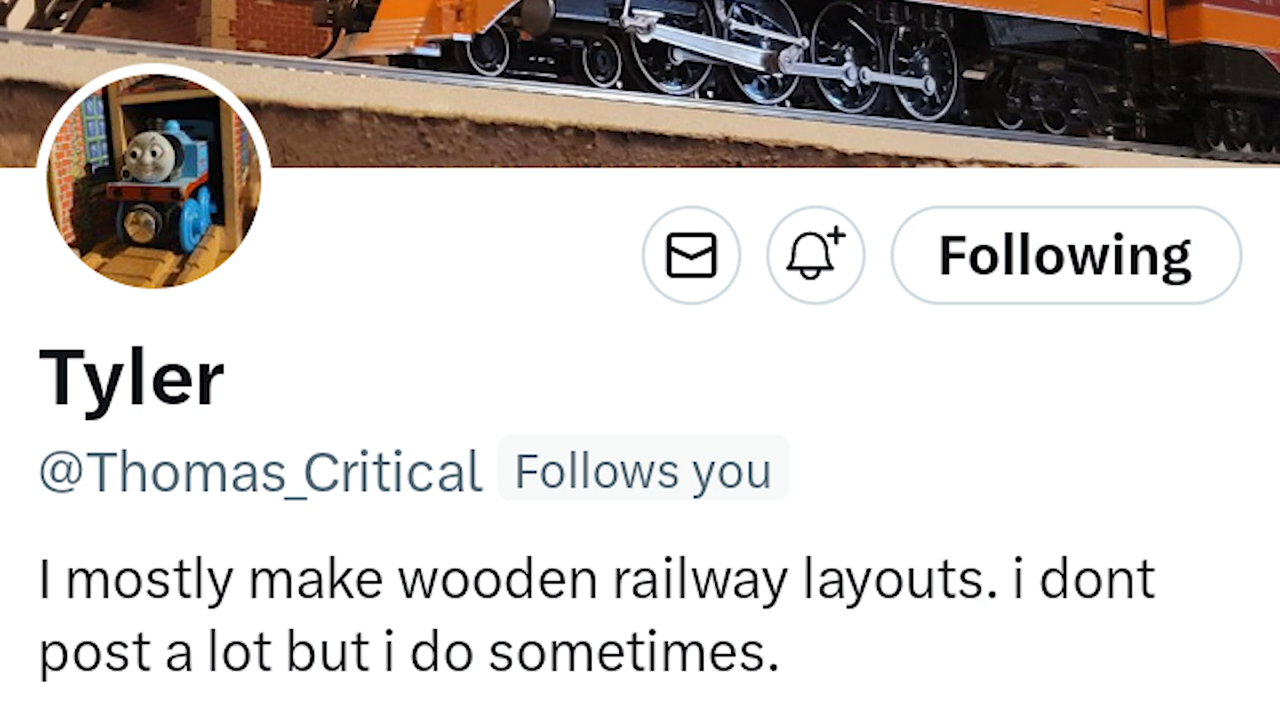 Following
Tyler
@Thomas_Critical Follows you
I mostly make wooden railway layouts. i dont
post a lot but i do sometimes.